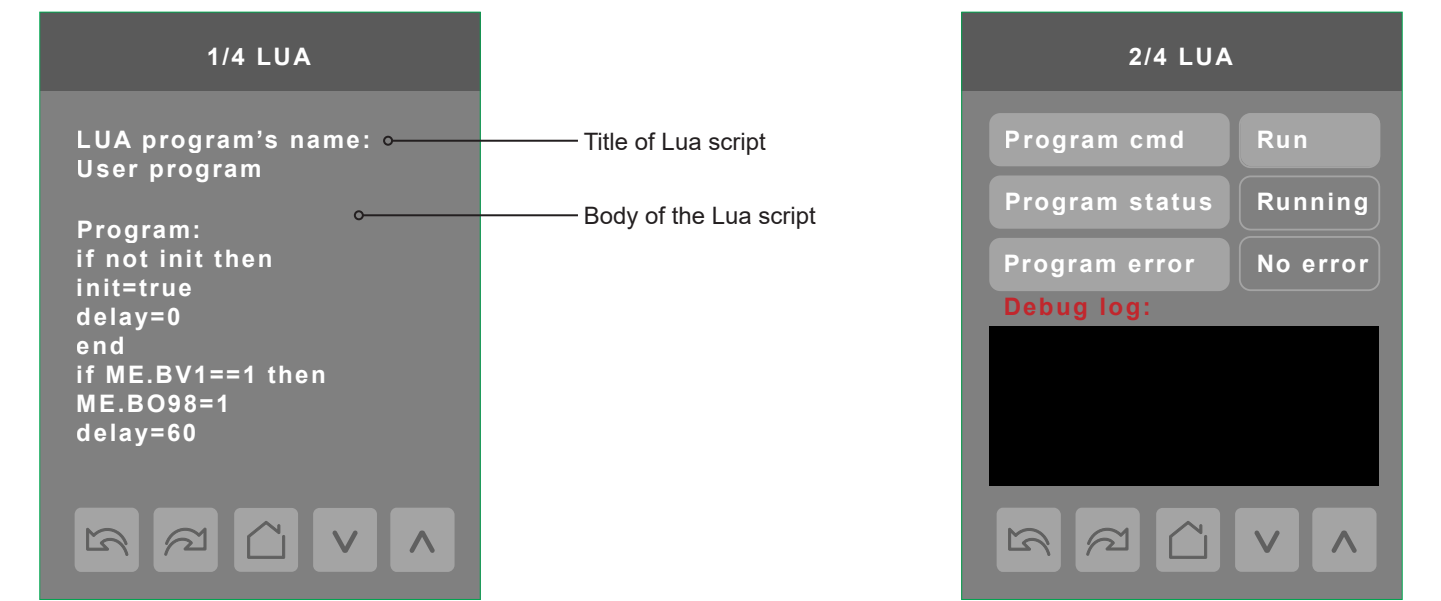 1/4 LUA
LUA program’s name:
User program
Program:
if not init then
init=true
delay=0
end
if ME.BV1==1 then
ME.BO98=1
delay=60
Title of Lua script
Body of the Lua script
2/4 LUA
Program cmd Run
Program status Running
Program error No error
Debug log: